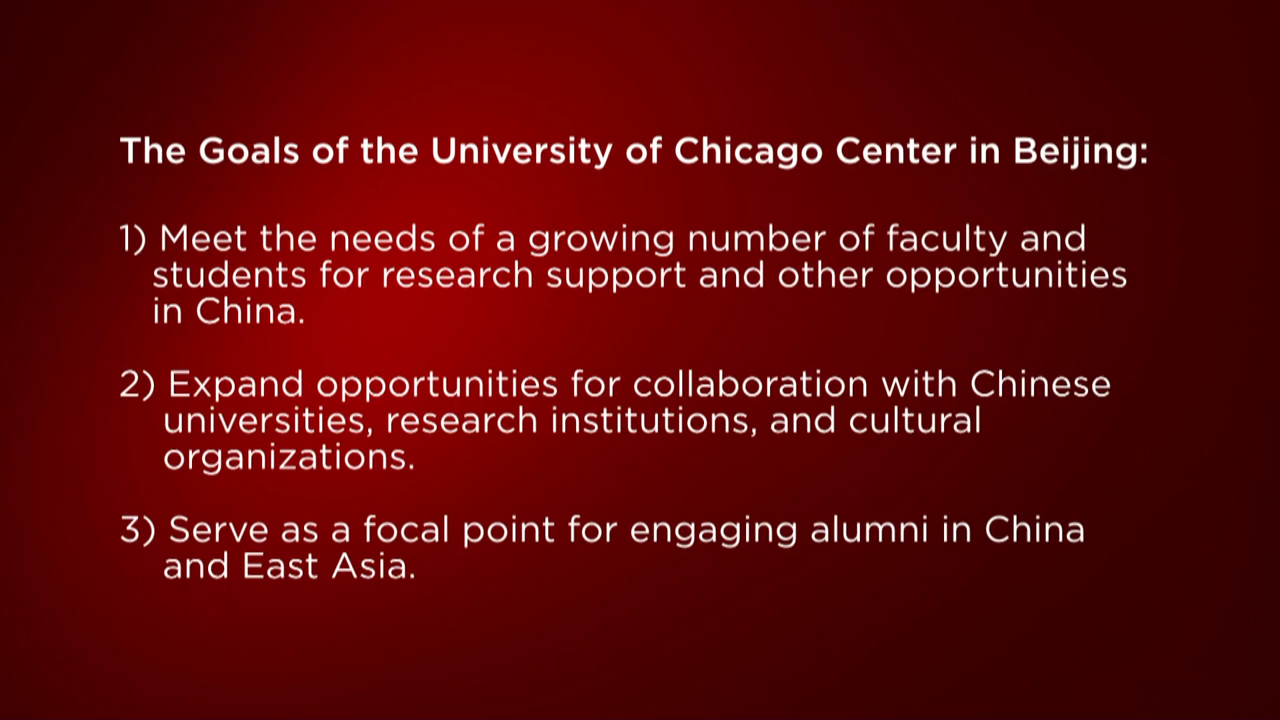 The Goals of the University of Chicago Center in Beijing:
1) Meet the needs of a growing number of faculty and
students for research support and other opportunities
in China.
2) Expand opportunities for collaboration with Chinese
universities, research institutions, and cultural
organizations.
3) Serve as a focal point for engaging alumni in China
and East Asia.